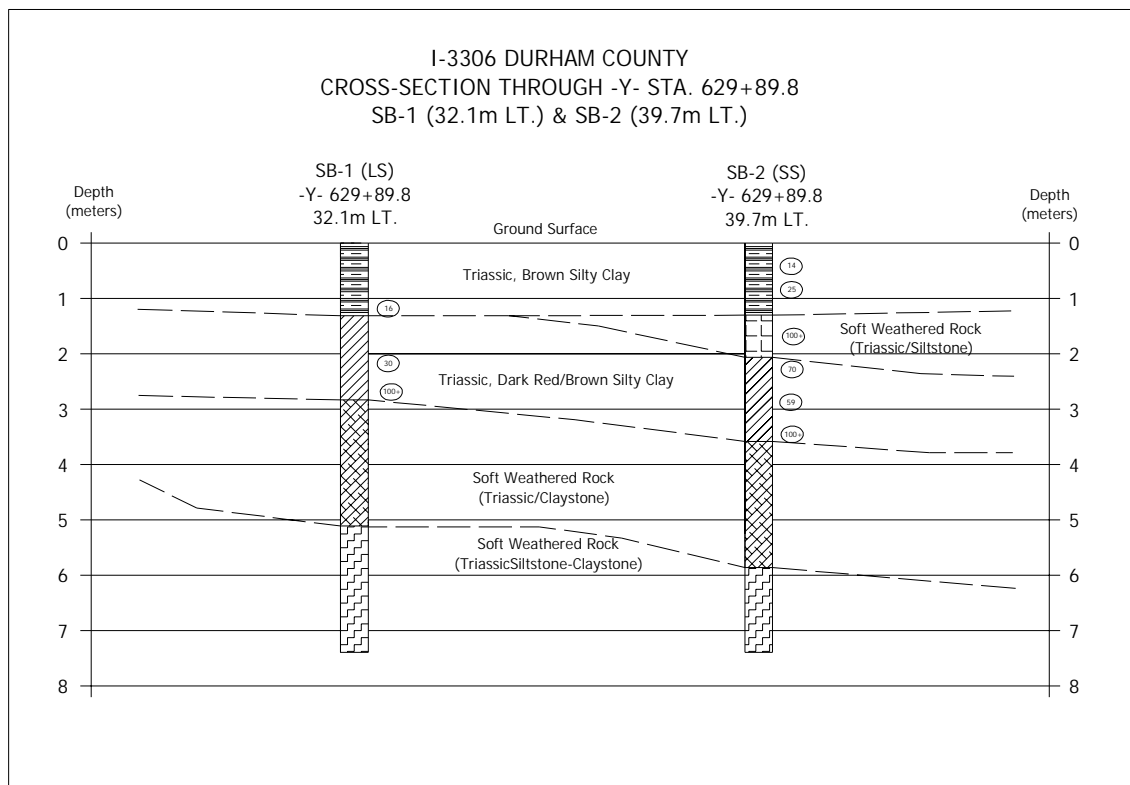 I-3306 DURHAM COUNTY
CROSS-SECTION THROUGH -Y- STA. 629+89.8
SB-1 (32.1m LT.) & SB-2 (39.7m LT.)
SB-1 (LS)
-Y- 629+89.8
32.1m LT.
SB-2 (SS)
-Y- 629+89.8
39.7m LT.
Depth
(meters)
Depth
(meters)
Ground Surface
0
0
Triassic, Brown Silty Clay
14
25
1
1
16
Soft Weathered Rock
(Triassic/Siltstone)
100+
2
2
30
70
Triassic, Dark Red/Brown Silty Clay
100+
59
3
3
100+
4
4
Soft Weathered Rock
(Triassic/Claystone)
5
5
Soft Weathered Rock
(TriassicSiltstone-Claystone)
6
6
7
7
8
8